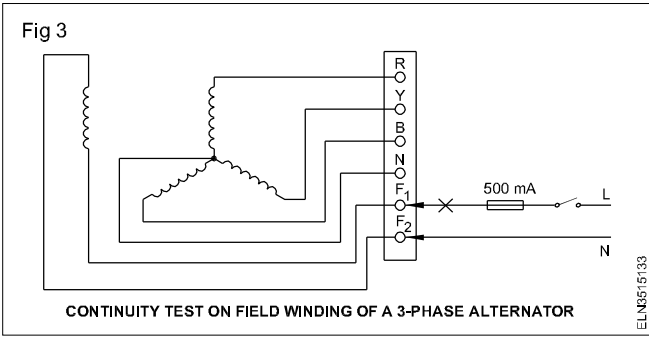 Fig 3
R
Y
B
N
F1
F2
500 mA
L
N
CONTINUITY TEST ON FIELD WINDING OF A 3-PHASE ALTERNATOR
ELN3515133